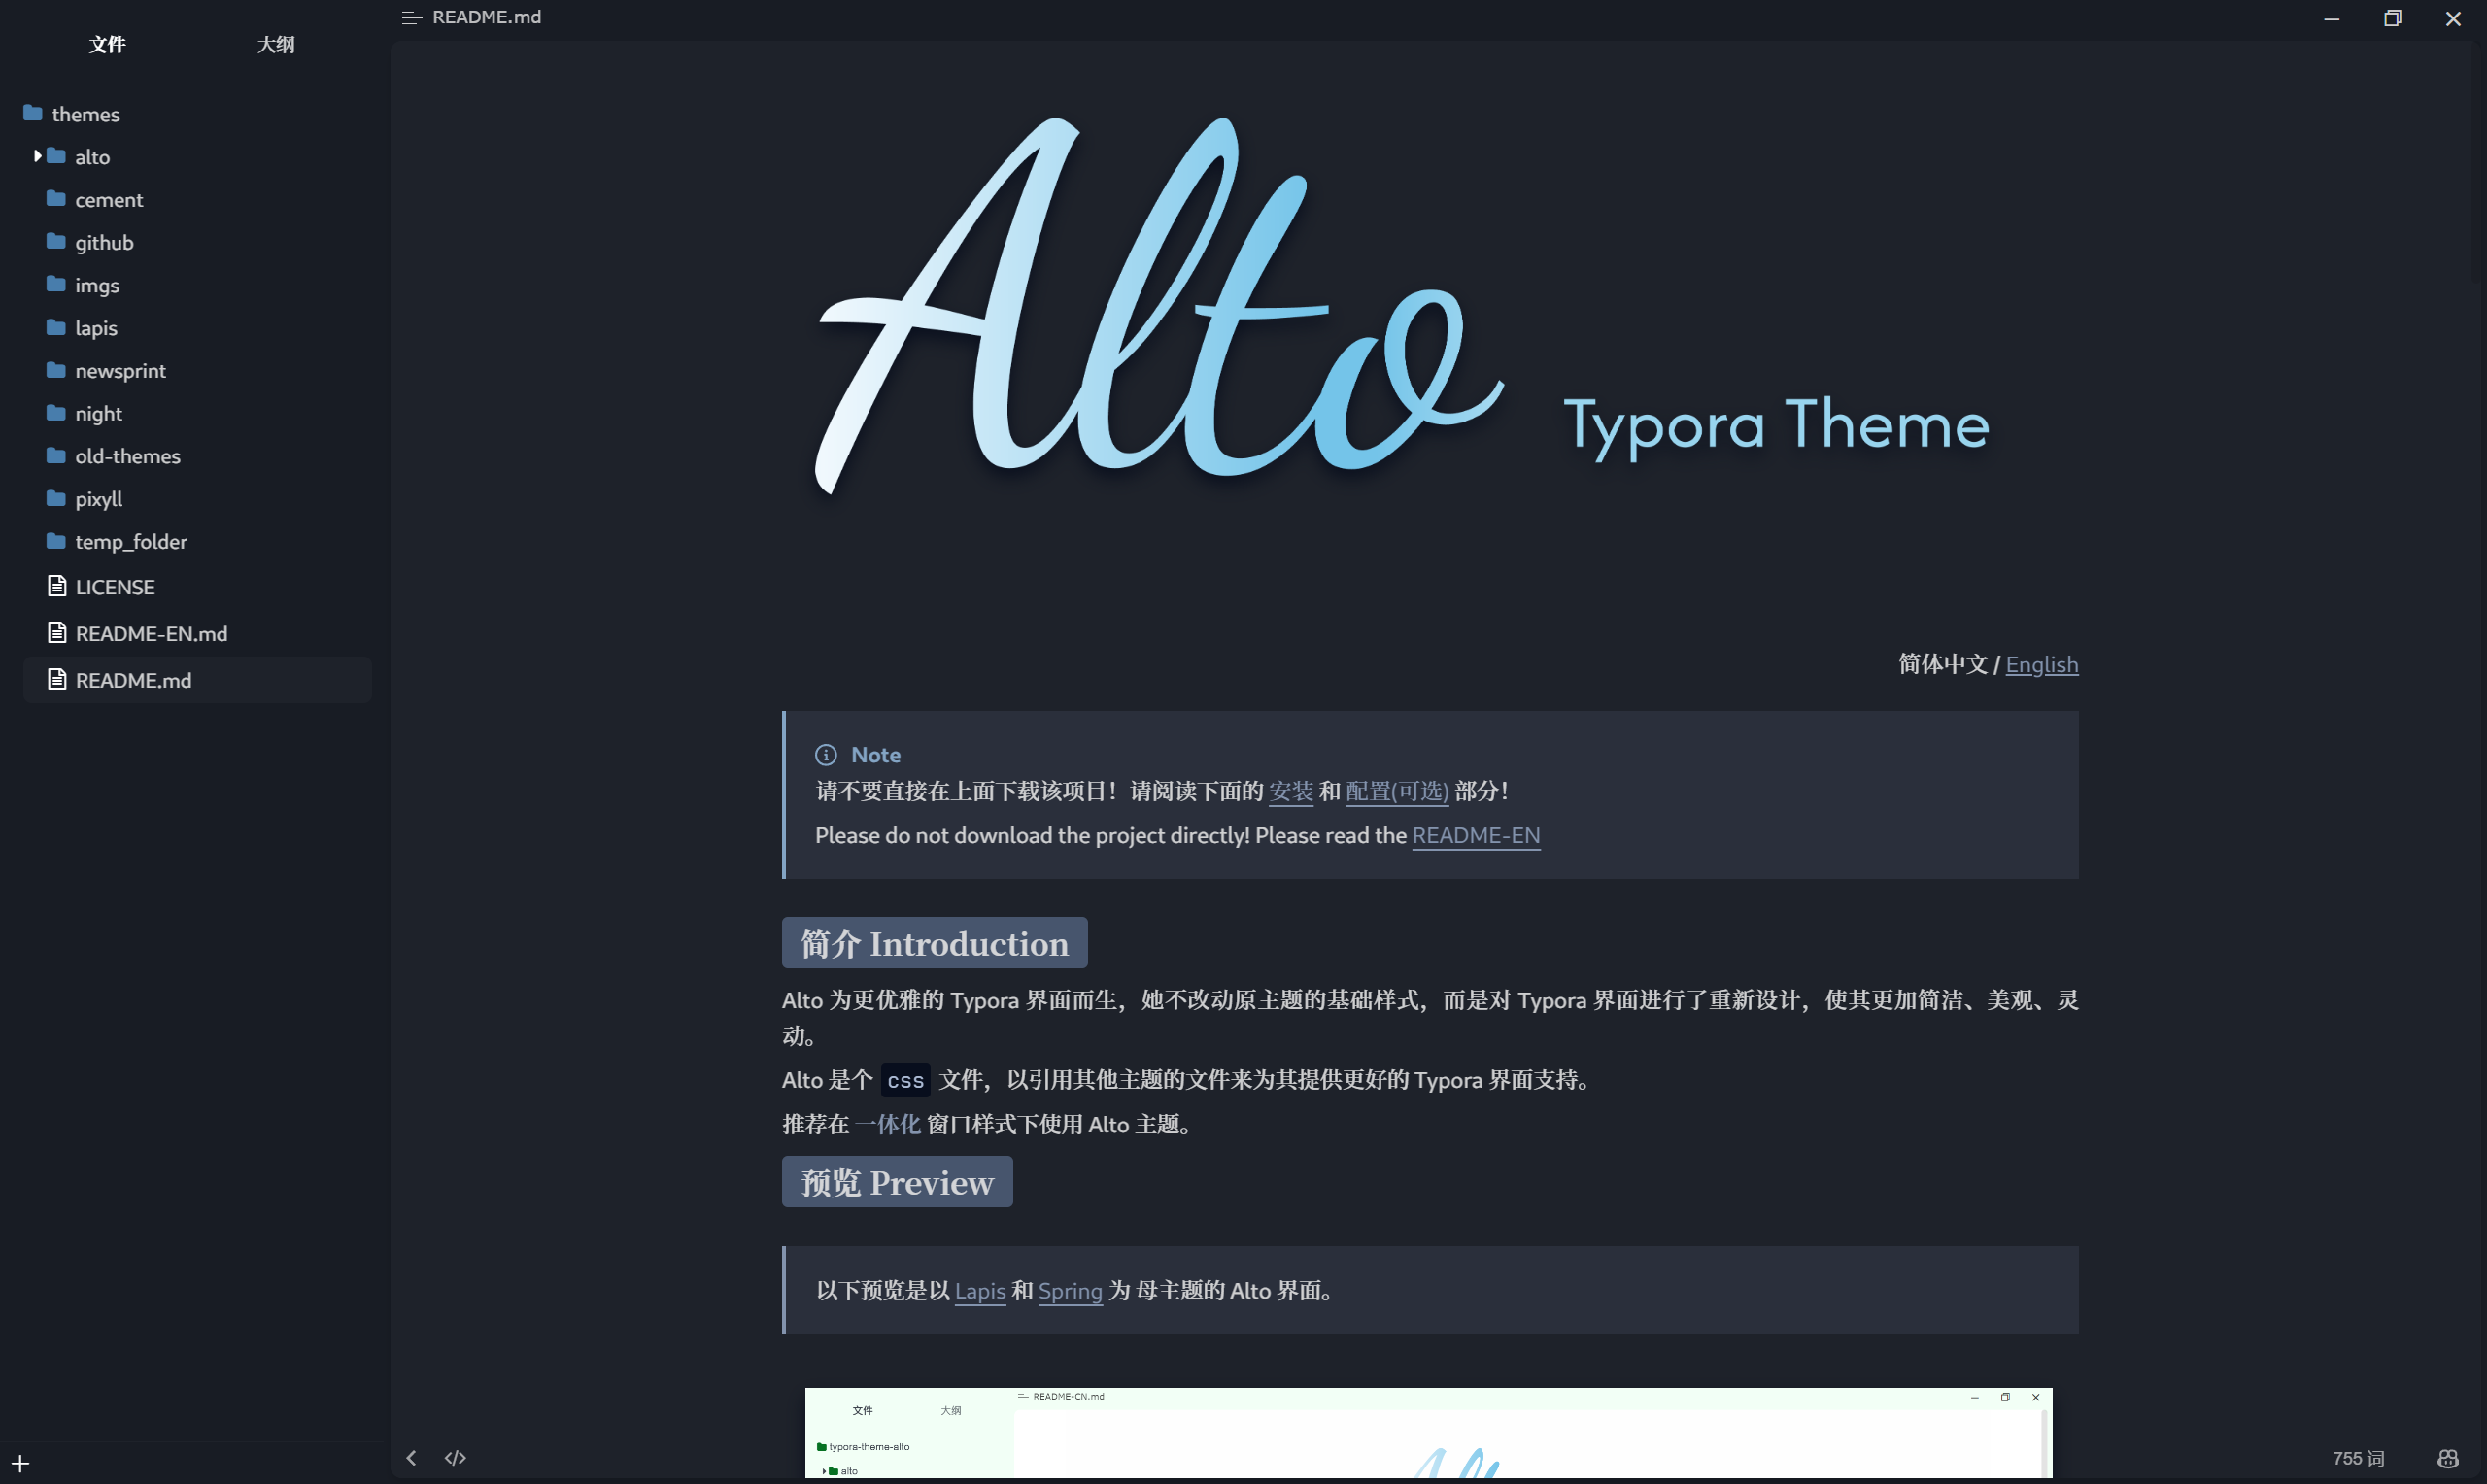 文件 大纲
themes
alto
cement
github
imgs
lapis
newsprint
night
old-themes
pixyll
temp_folder
LICENSE
README-EN.md
README.md
README.md
Alto
Typora Theme
简体中文 / English
Note
请不要直接在上面下载该项目！请阅读下面的 安装 和 配置(可选) 部分！
Please do not download the project directly! Please read the README-EN
简介 Introduction
Alto 为更优雅的 Typora 界面而生，她不改动原主题的基础样式，而是对 Typora 界面进行了重新设计，使其更加简洁、美观、灵
动。
Alto 是个 css 文件，以引用其他主题的文件来为其提供更好的 Typora 界面支持。
推荐在 一体化 窗口样式下使用 Alto 主题。
预览 Preview
以下预览是以 Lapis 和 Spring 为 母主题的 Alto 界面。
README-CN.md
文件 大纲
typora-theme-alto
alto
Alto
755 词